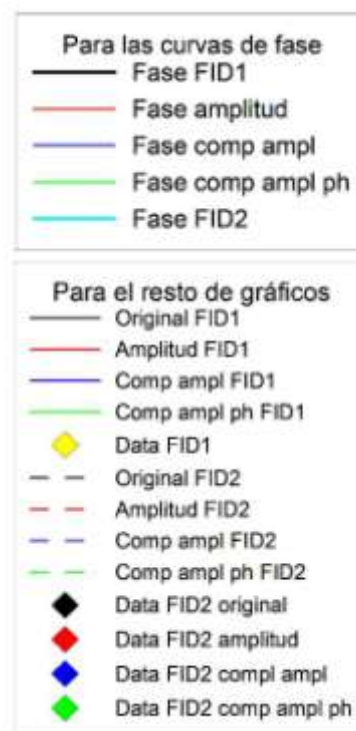 Para las curvas de fase
Fase FID1
Fase amplitud
Fase comp ampl
Fase comp ampl ph
Fase FID2
Para el resto de gráficos
Original FID1
Amplitud FID1
Comp ampl FID1
Comp ampl ph FID1
Data FID1
Original FID2
Amplitud FID2
Comp ampl FID2
Comp ampl ph FID2
Data FID2 original
Data FID2 amplitud
Data FID2 compl ampl
Data FID2 comp ampl ph